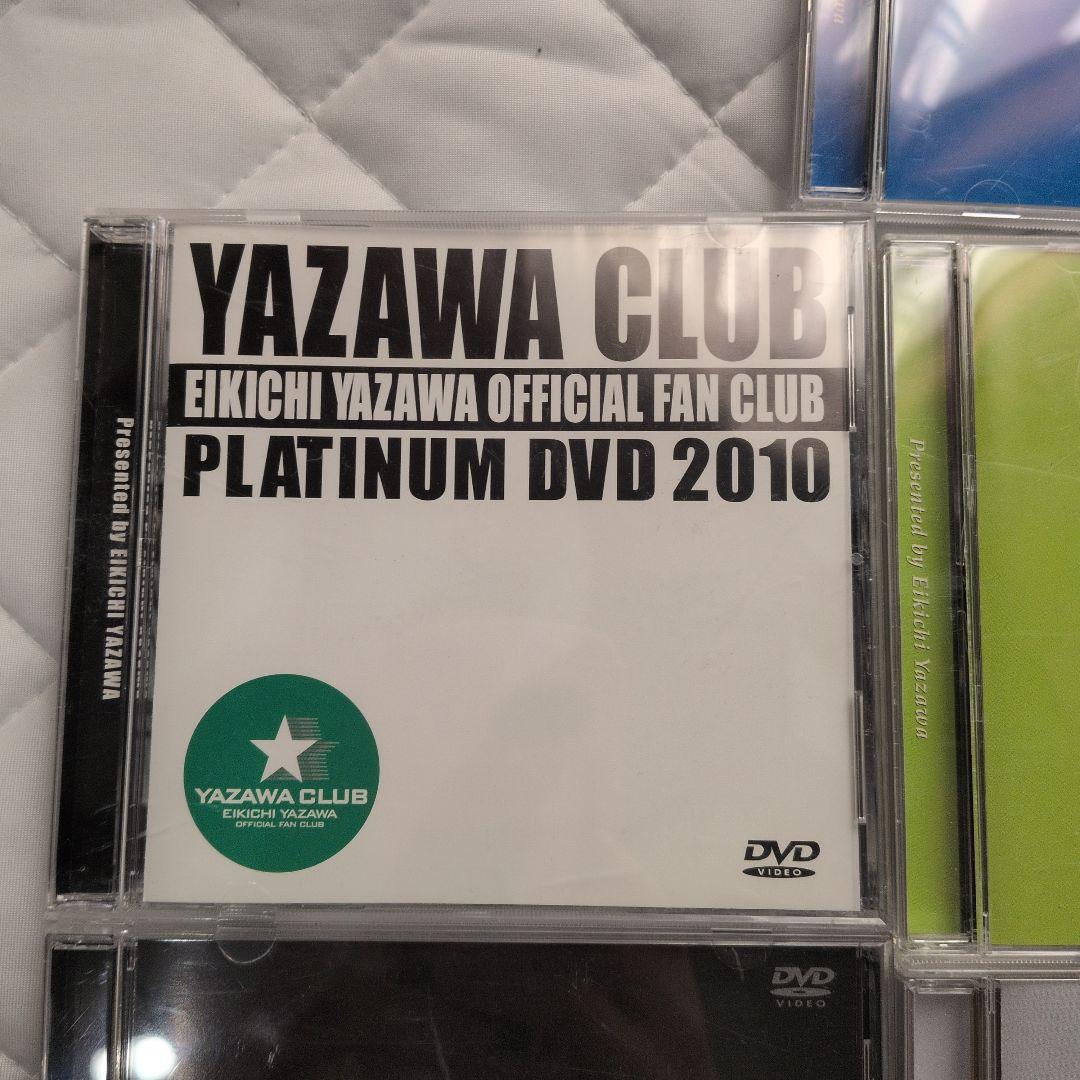 YAZAWA CLUB
EIKICHI YAZAWA OFFICIAL FAN CLUB
PLATINUM DVD 2010
Presented by EIKICHI YAZAWA
YAZAWA CLUB
EIKICHI YAZAWA
OFFICIAL FAN CLUB
DVD
VIDEO
Presented by Eikichi Yazawa
DVD
VIDEO